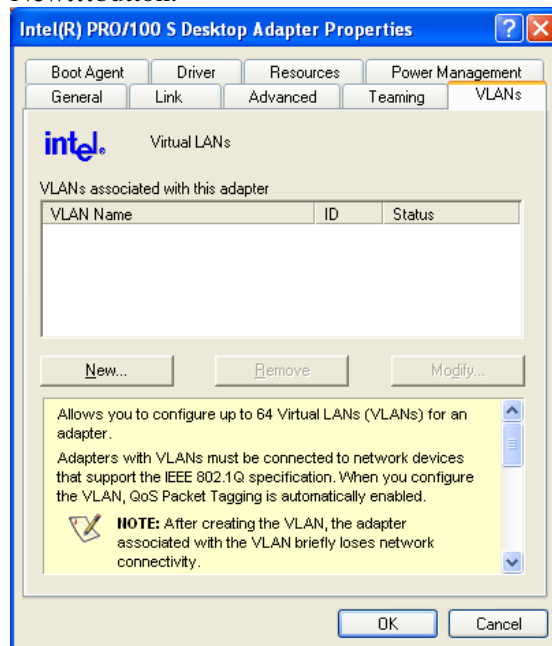 Intel(R) PRO/100 S Desktop Adapter Properties
Boot Agent Driver Resources Power Management
General Link Advanced Teaming VLANs
intel. Virtual LANs
VLANs associated with this adapter
VLAN Name ID Status
New... Remove Modify...
Allows you to configure up to 64 Virtual LANs (VLANs) for an
adapter.
Adapters with VLANs must be connected to network devices
that support the IEEE 802.1Q specification. When you configure
the VLAN, QoS Packet Tagging is automatically enabled.
NOTE: After creating the VLAN, the adapter
associated with the VLAN briefly loses network
connectivity.
OK Cancel